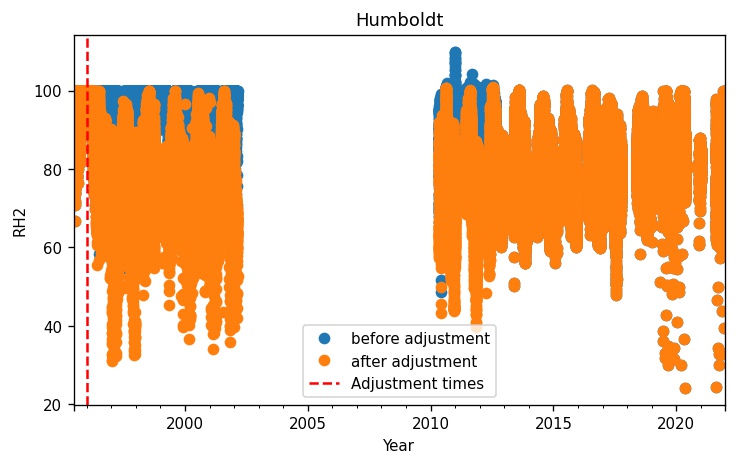 Humboldt
RH2
100
80
60
40
20
before adjustment
after adjustment
Adjustment times
2000
2005
2010
2015
2020
Year